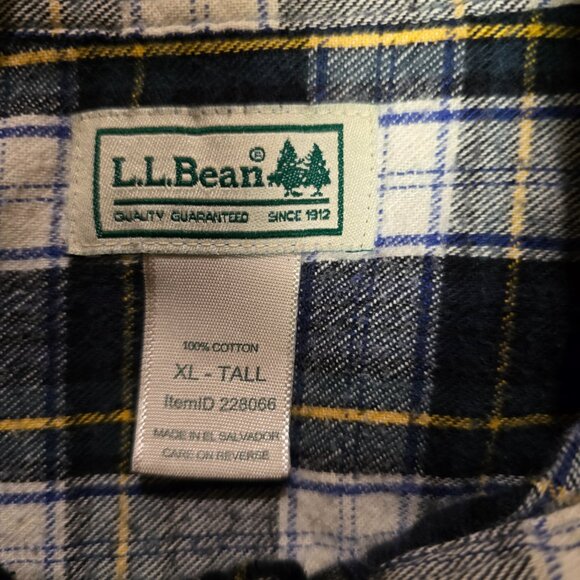 L.L.Bean®
QUALITY GUARANTEED SINCE 1912
100% COTTON
XL - TALL
ItemID 228066
MADE IN EL SALVADOR
CARE ON REVERSE